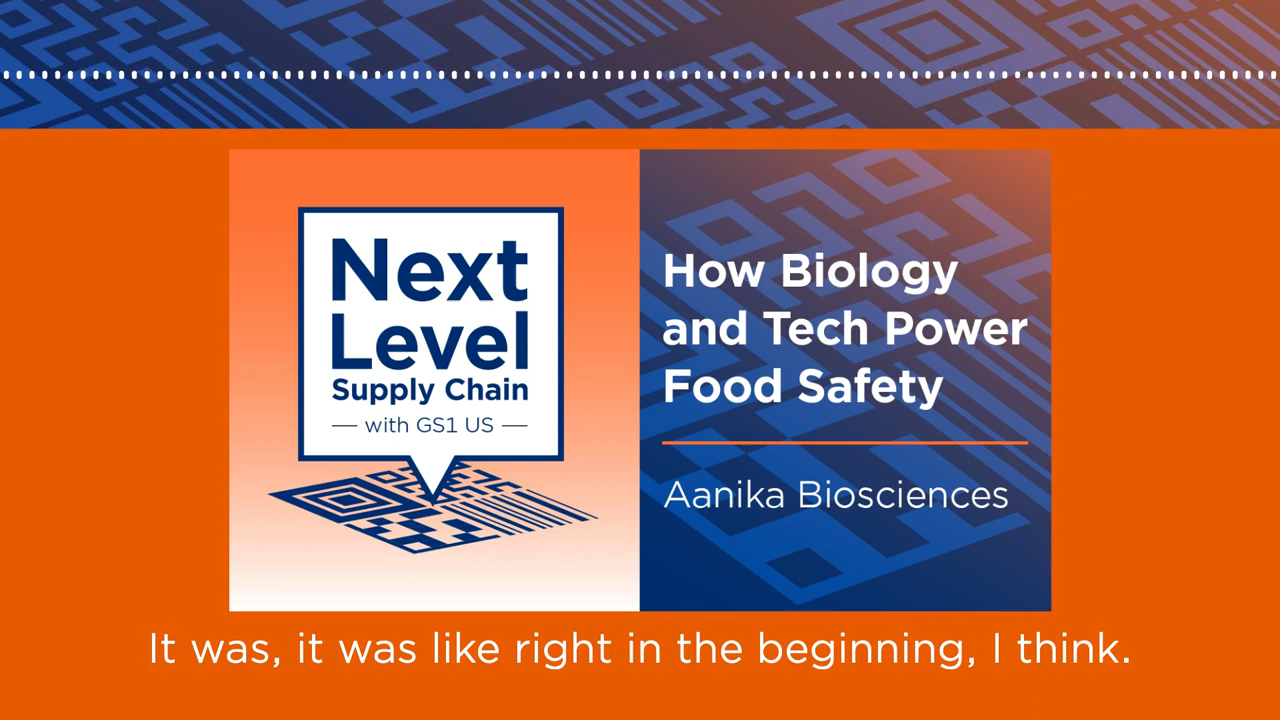 Next
Level
Supply Chain
— with GS1 US —
How Biology
and Tech Power
Food Safety
Aanika Biosciences
It was, it was like right in the beginning, I think.